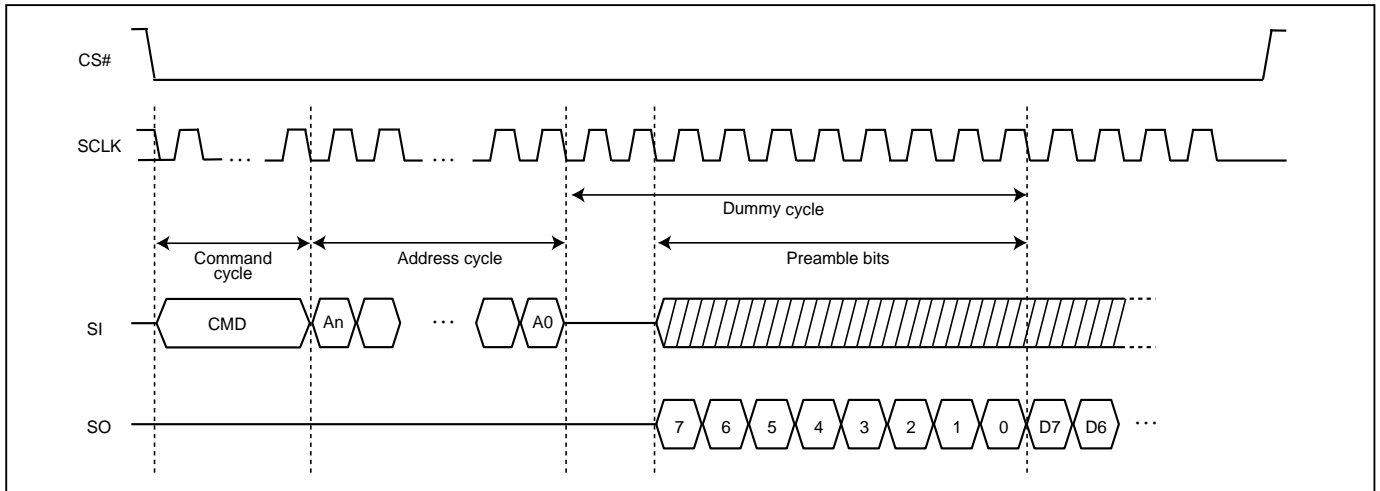 CS#
SCLK
...
...
Dummy cycle
Command
cycle
Address cycle
Preamble bits
SI
CMD
An
...
A0
SO
7 6 5 4 3 2 1 0 D7 D6 ...